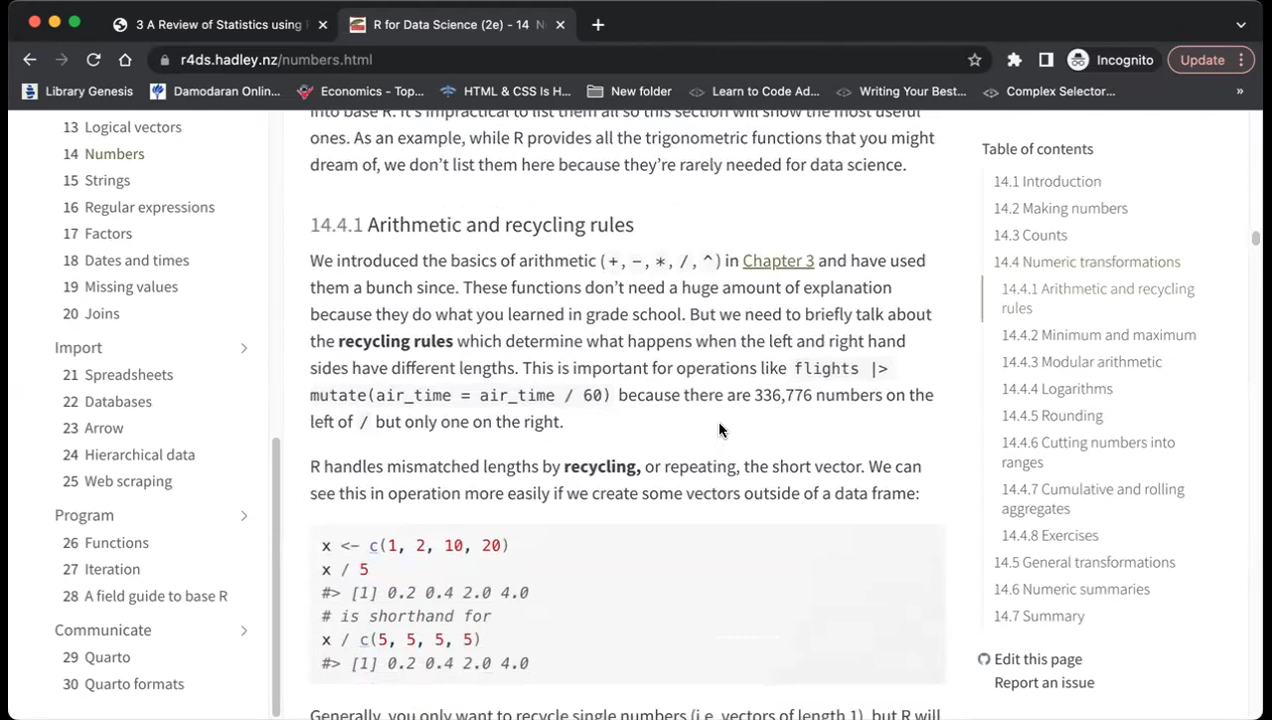 3 A Review of Statistics using
R for Data Science (2e) - 14 N
r4ds.hadley.nz/numbers.html
Incognito
Update
Library Genesis
Damodaran Onlin...
Economics - Top...
HTML & CSS Is H...
New folder
Learn to Code Ad...
Writing Your Best...
Complex Selector...
»
13 Logical vectors
14 Numbers
15 Strings
16 Regular expressions
17 Factors
18 Dates and times
19 Missing values
20 Joins
Import
21 Spreadsheets
22 Databases
23 Arrow
24 Hierarchical data
25 Web scraping
Program
26 Functions
27 Iteration
28 A field guide to base R
Communicate
29 Quarto
30 Quarto formats
into base R. It's impractical to list them all so this section will show the most useful
ones. As an example, while R provides all the trigonometric functions that you might
dream of, we don't list them here because they're rarely needed for data science.
14.4.1 Arithmetic and recycling rules
We introduced the basics of arithmetic (+, -, *, /, ^) in Chapter 3 and have used
them a bunch since. These functions don't need a huge amount of explanation
because they do what you learned in grade school. But we need to briefly talk about
the recycling rules which determine what happens when the left and right hand
sides have different lengths. This is important for operations like flights |>
mutate(air_time = air_time / 60) because there are 336,776 numbers on the
left of / but only one on the right.
R handles mismatched lengths by recycling, or repeating, the short vector. We can
see this in operation more easily if we create some vectors outside of a data frame:
x <- c(1, 2, 10, 20)
x / 5
#> [1] 0.2 0.4 2.0 4.0
# is shorthand for
x / c(5, 5, 5, 5)
#> [1] 0.2 0.4 2.0 4.0
Generally, you only want to recycle single numbers (i.e. vectors of length 1), but R will
Table of contents
14.1 Introduction
14.2 Making numbers
14.3 Counts
14.4 Numeric transformations
14.4.1 Arithmetic and recycling
rules
14.4.2 Minimum and maximum
14.4.3 Modular arithmetic
14.4.4 Logarithms
14.4.5 Rounding
14.4.6 Cutting numbers into
ranges
14.4.7 Cumulative and rolling
aggregates
14.4.8 Exercises
14.5 General transformations
14.6 Numeric summaries
14.7 Summary
Edit this page
Report an issue